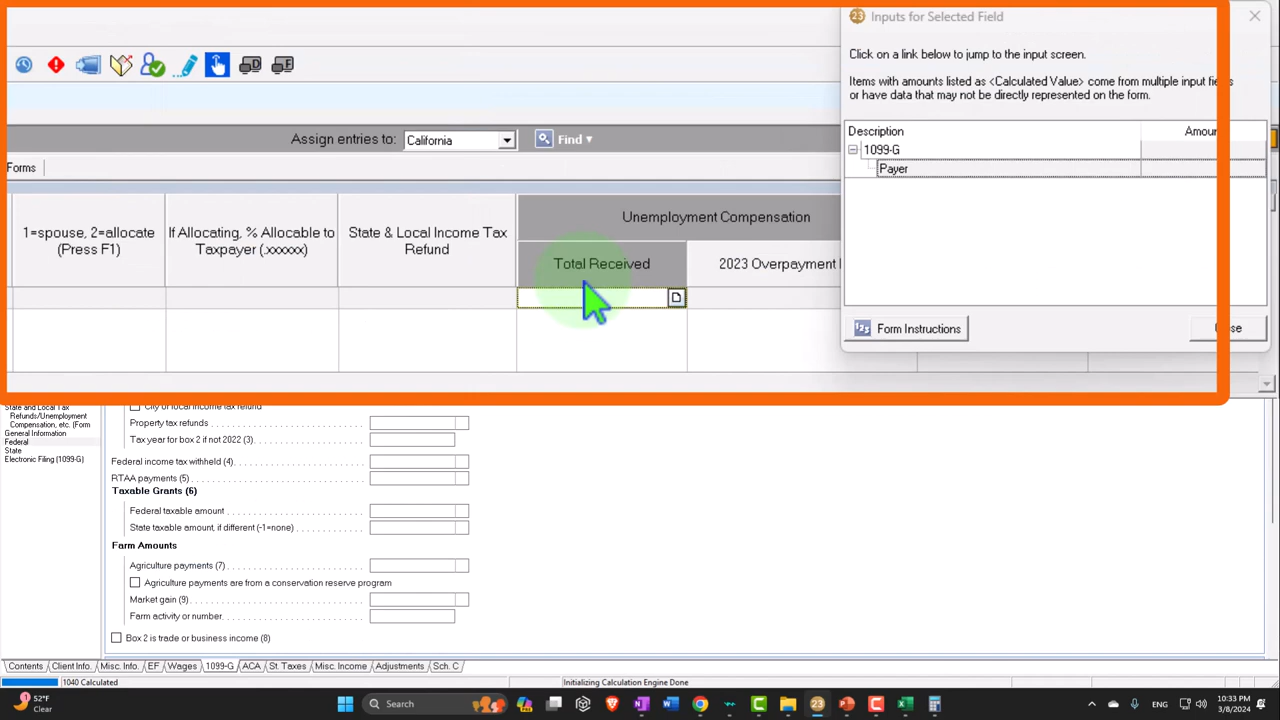 23 Inputs for Selected Field
Click on a link below to jump to the input screen.
Items with amounts listed as <Calculated Value> come from multiple input fields
or have data that may not be directly represented on the form.
Description
1099-G
Payer
Form Instructions
D F
Assign entries to: California Find
Forms
1=spouse, 2=allocate
(Press F1)
If Allocating, % Allocable to
Taxpayer (.xxxxxx)
State & Local Income Tax
Refund
Unemployment Compensation
Total Received
2023 Overpayment
State and Local Tax
Refunds/Unemployment
Compensation, etc. (Form
General Information
Federal
State
Electronic Filing (1099-G)
City or local income tax refund
Property tax refunds
Tax year for box 2 if not 2022 (3)
Federal income tax withheld (4)
RTAA payments (5)
Taxable Grants (6)
Federal taxable amount
State taxable amount, if different (-1=none)
Farm Amounts
Agriculture payments (7)
Agriculture payments are from a conservation reserve program
Market gain (9)
Farm activity or number
Box 2 is trade or business income (8)
Contents Client Info. Misc. Info. EF Wages 1099-G ACA St. Taxes Misc. Income Adjustments Sch. C
1040 Calculated Initializing Calculation Engine Done
52°F
Clear
Search
23
ENG
10:33 PM
3/8/2024